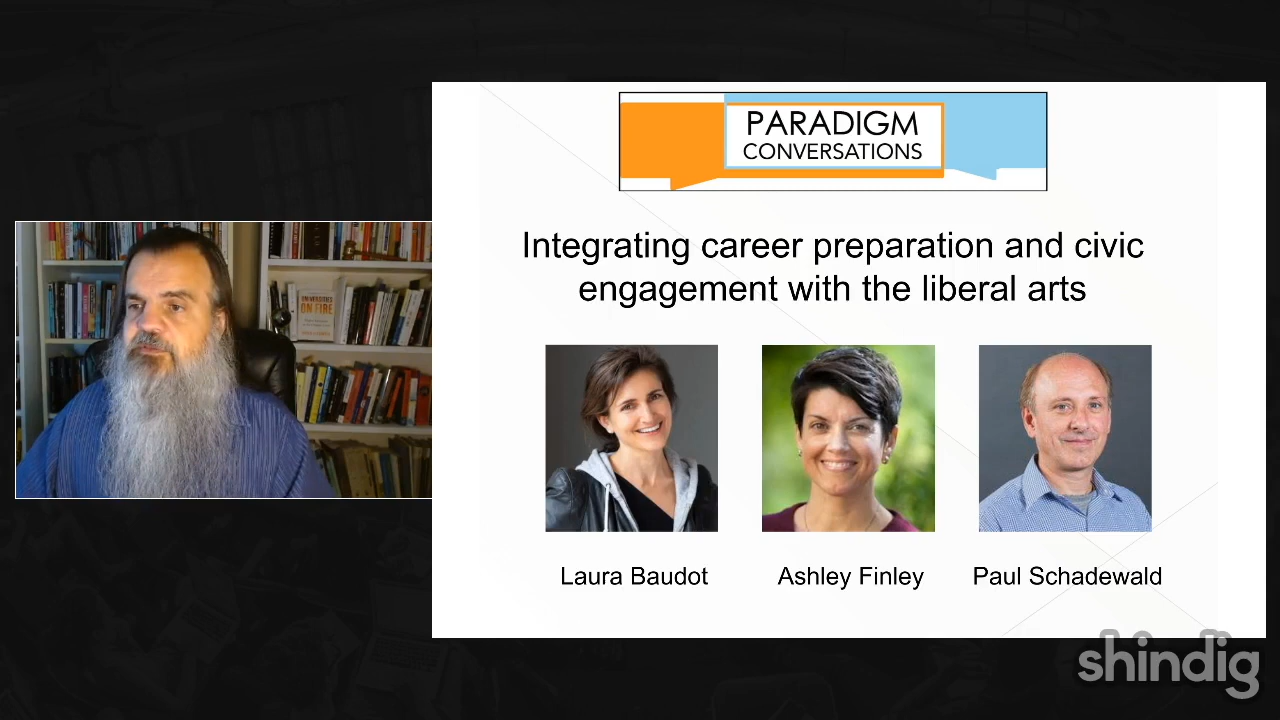 PARADIGM
CONVERSATIONS
Integrating career preparation and civic
engagement with the liberal arts
UNIVERSITIES
ON FIRE
Laura Baudot
Ashley Finley
Paul Schadewald
shindig